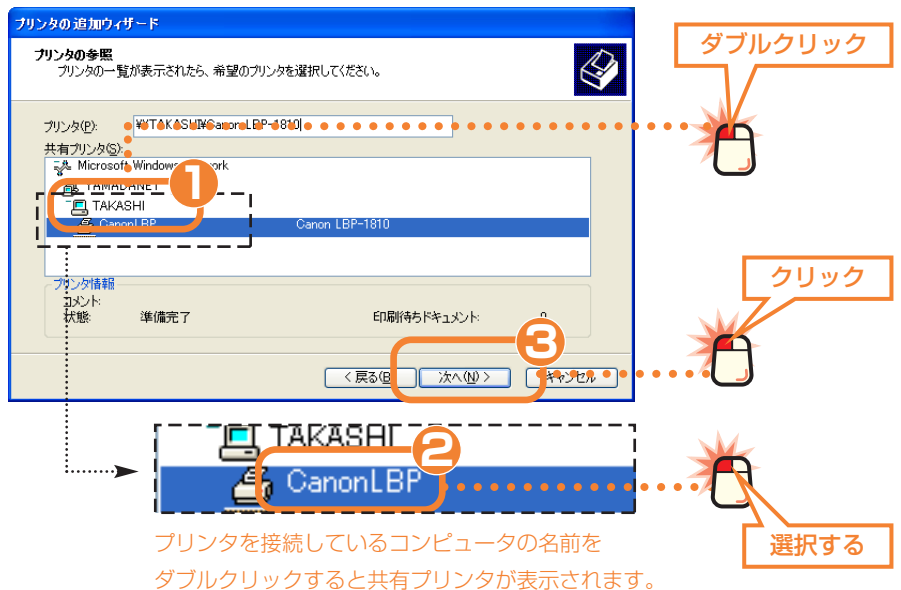 プリンタの追加ウィザード
プリンタの参照
プリンタの一覧が表示されたら、希望のプリンタを選択してください。
ダブルクリック
プリンタ(P):
¥¥TAKASHI¥Canon LBP-1810
共有プリンタ(S):
Microsoft Windows
1
TAMADANET
TAKASHI
CanonLBP
Canon LBP-1810
クリック
プリンタ情報
コメント:
状態:
準備完了
印刷待ちドキュメント:
3
< 戻る(B
次へ(N) >
キャンセル
TAKASHI
2
CanonLBP
選択する
プリンタを接続しているコンピュータの名前を
ダブルクリックすると共有プリンタが表示されます。